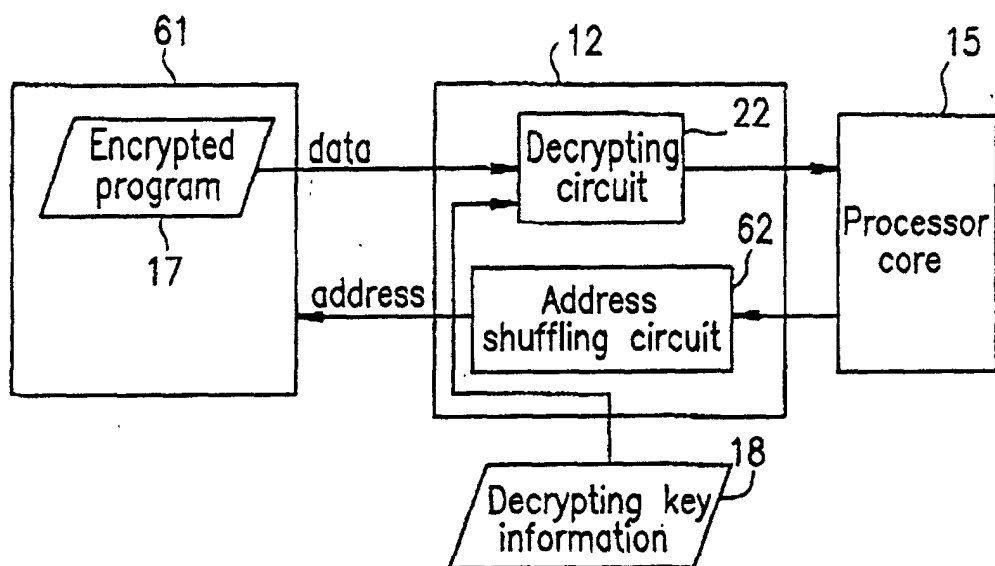 61
12
15
Encrypted
program
data
Decrypting
circuit
22
Processor
core
17
address
Address
shuffling circuit
62
Decrypting key
information
18